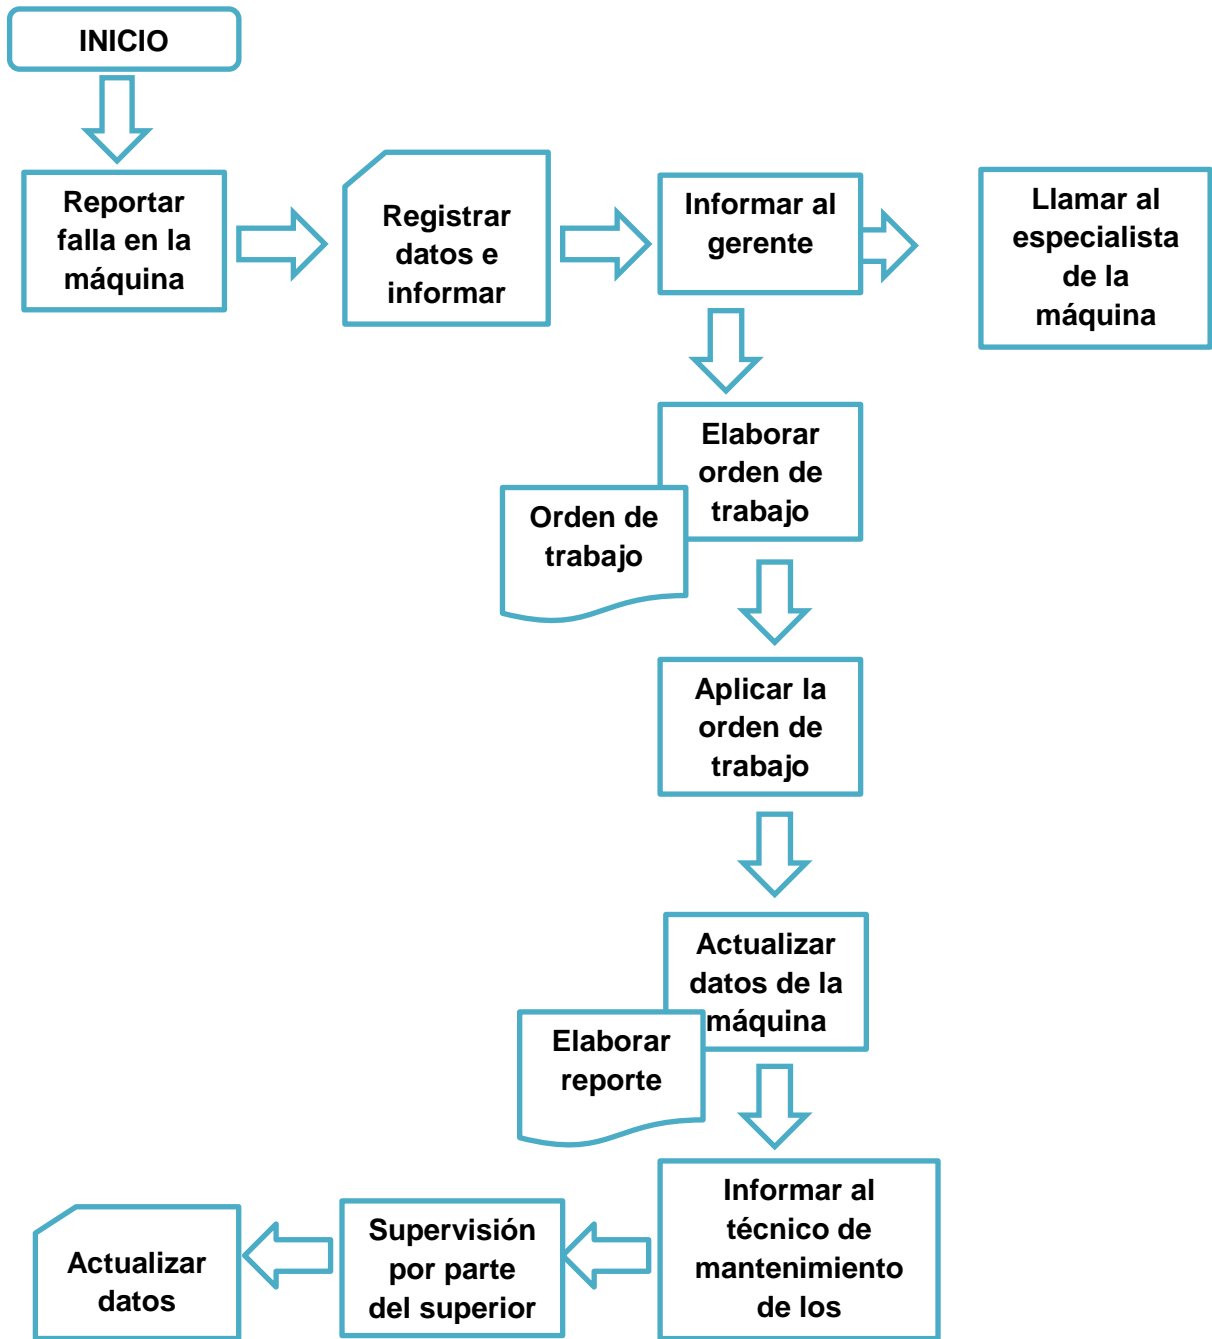 INICIO
Reportar
falla en la
máquina
Registrar
datos e
informar
Informar al
gerente
Llamar al
especialista
de la
máquina
Elaborar
orden de
trabajo
Orden de
trabajo
Aplicar la
orden de
trabajo
Actualizar
datos de la
máquina
Elaborar
reporte
Informar al
técnico de
mantenimiento
de los
Supervisión
por parte
del superior
Actualizar
datos